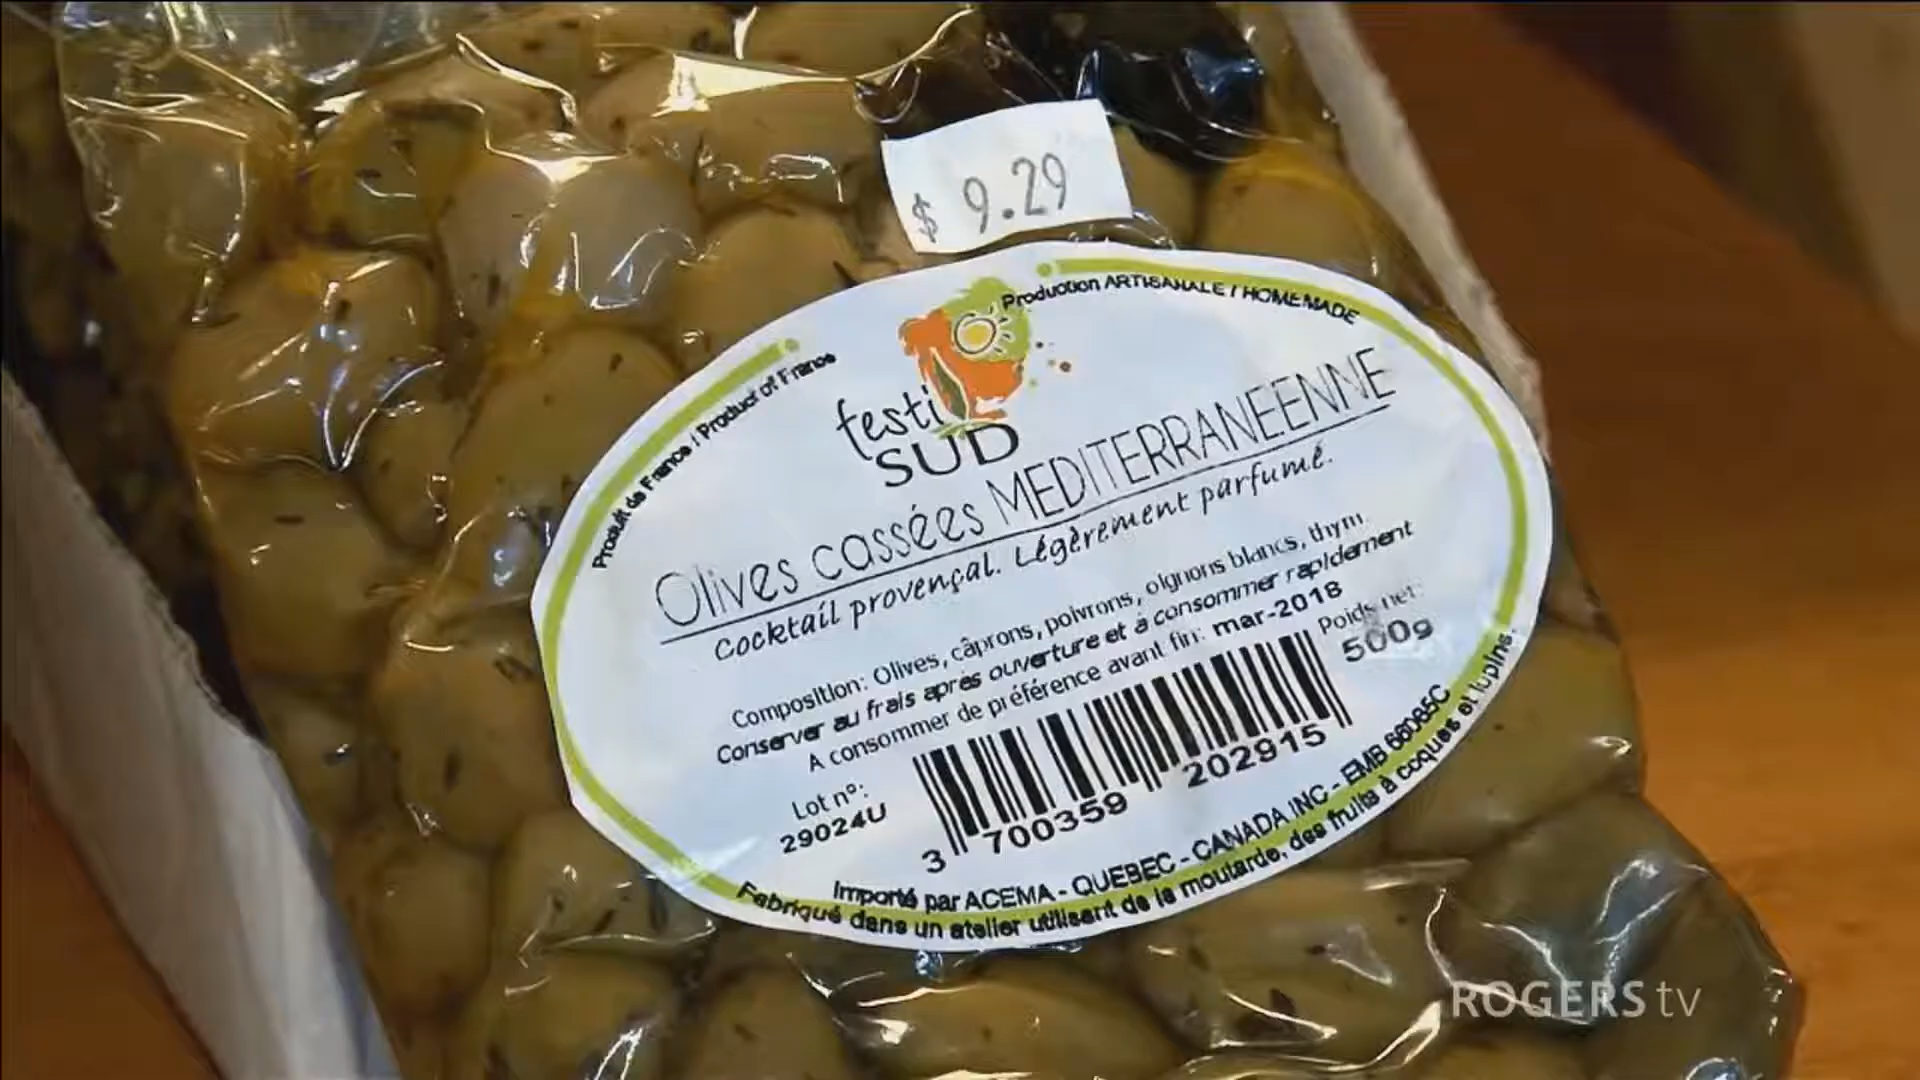 $ 9.29
Production ARTISANALE / HOMEMADE
Produit de France / Product of France
festi
SUD
Olives cassées MEDITERRANEENNE
Cocktail provençal. Légèrement parfumé.
Composition: Olives, câprons, poivrons, oignons blancs, thym
Conserver au frais après ouverture et à consommer rapidement
A consommer de préférence avant fin: mar-2018
Poids net:
500g
Lot n°:
29024U
3 700359 202915
Importé par ACEMA - QUEBEC - CANADA INC - EMB 66085C
Fabriqué dans un atelier utilisant de la moutarde, des fruits à coques et lupins.
ROGERS tv